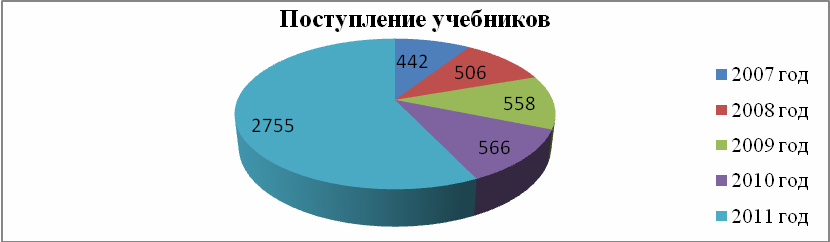 Поступление учебников
442
506
558
566
2755
2007 год
2008 год
2009 год
2010 год
2011 год